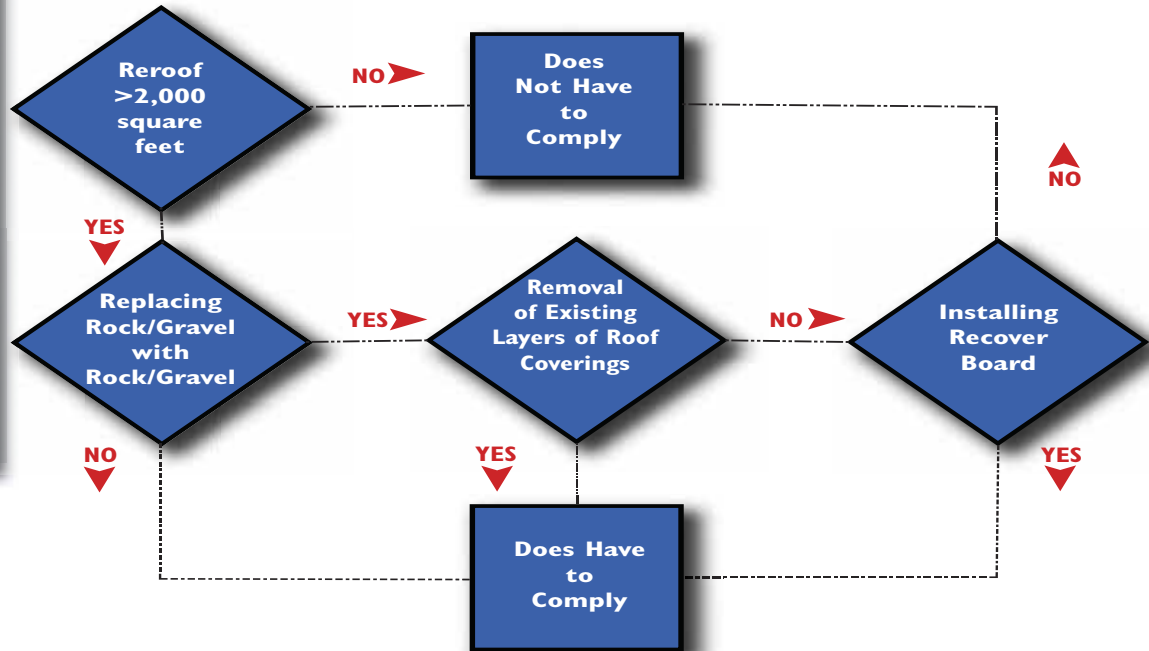 Reroof
>2,000
square
feet
NO
Does
Not Have
to
Comply
NO
YES
Replacing
Rock/Gravel
with
Rock/Gravel
YES
Removal
of Existing
Layers of Roof
Coverings
NO
Installing
Recover
Board
NO
YES
YES
Does Have
to
Comply